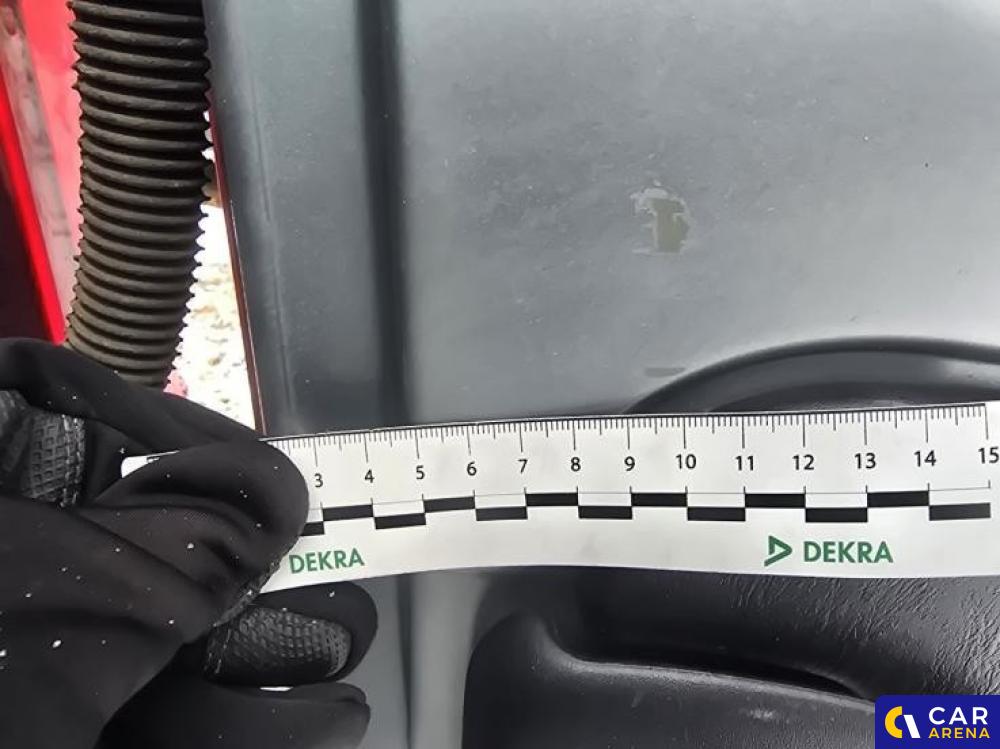 3 4 5 6 7 8 9 10 11 12 13 14 15
DEKRA DEKRA
CAR
ARENA